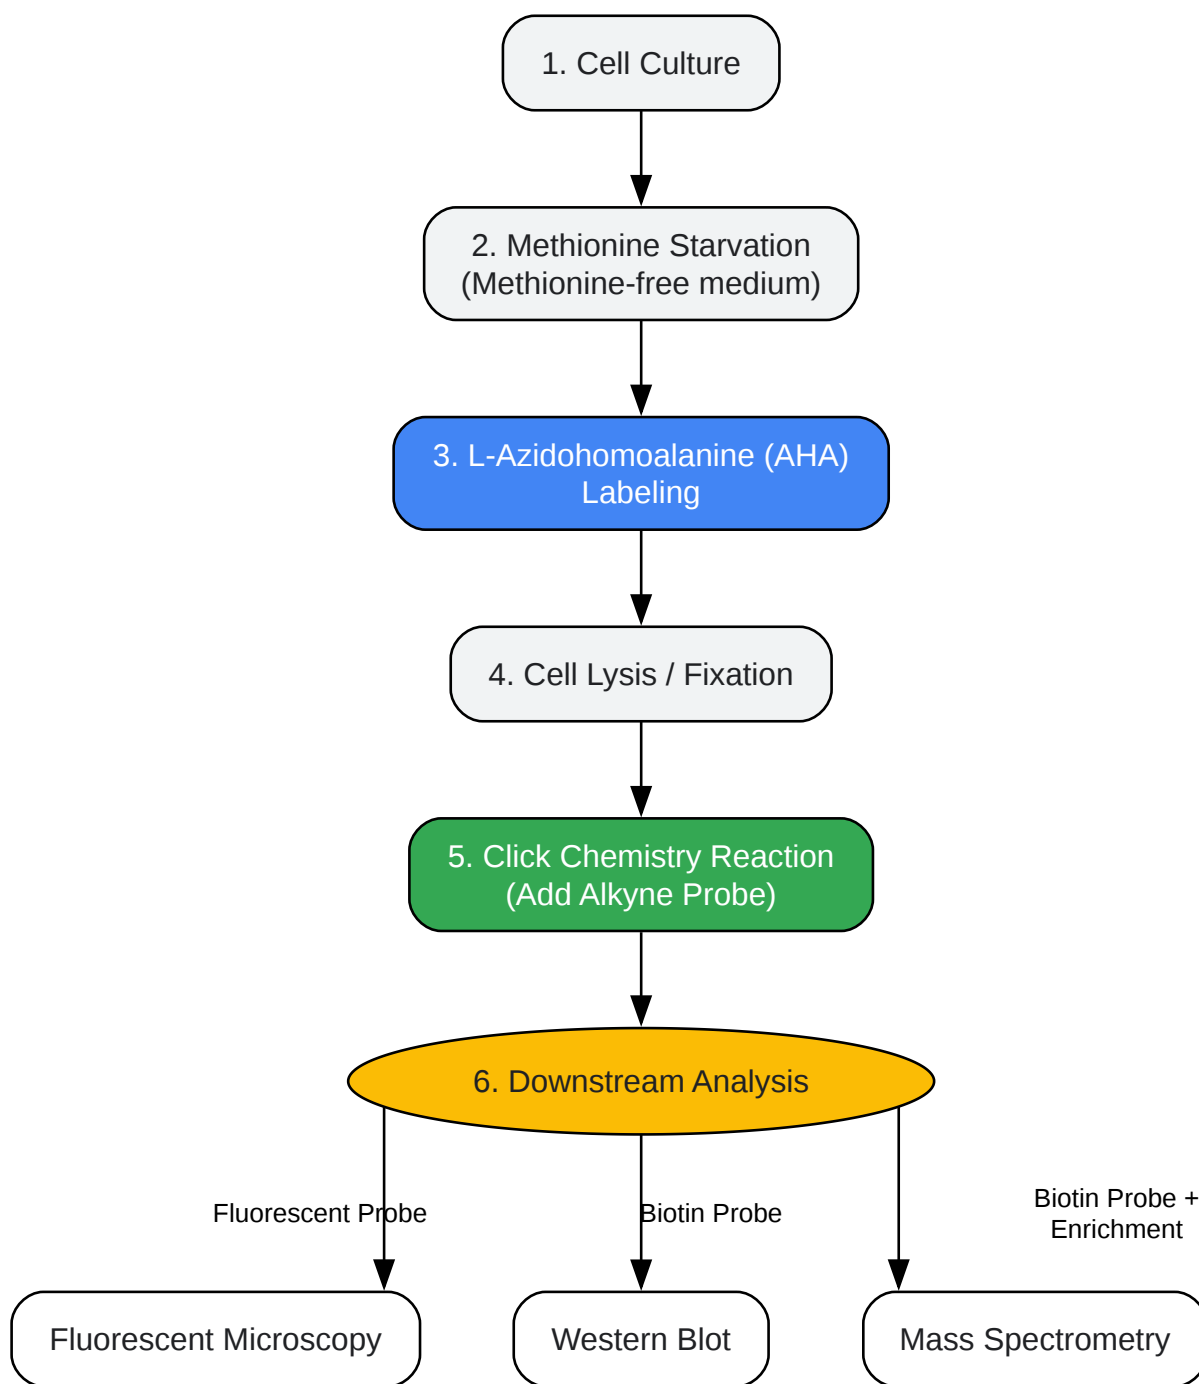 1. Cell Culture
2. Methionine Starvation
(Methionine-free medium)
3. L-Azidohomoalanine (AHA)
Labeling
4. Cell Lysis / Fixation
5. Click Chemistry Reaction
(Add Alkyne Probe)
6. Downstream Analysis
Fluorescent Probe
Biotin Probe
Biotin Probe +
Enrichment
Fluorescent Microscopy
Western Blot
Mass Spectrometry